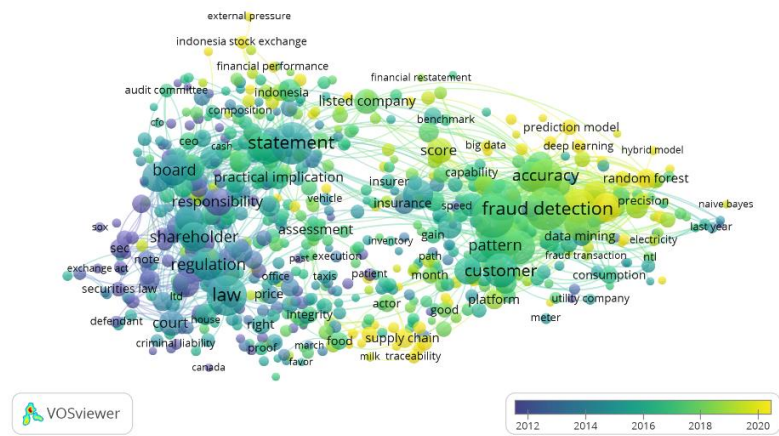 external pressure
indonesia stock exchange
financial performance
financial restatement
audit committee
indonesia
listed company
composition
benchmark
cfo
prediction model
ceo
cash
statement
score
big data
deep learning
hybrid model
board
practical implication
insurer
capability
accuracy
random forest
responsibility
vehicle
insurance
speed
fraud detection
precision
naive bayes
sox
shareholder
assessment
inventory
gain
pattern
data mining
electricity
last year
sec
note
regulation
past
execution
path
fraud transaction
ntl
exchange act
office
taxis
patient
month
customer
consumption
securities law
ltd
law
price
actor
good
platform
utility company
defendant
court
house
right
integrity
meter
criminal liability
proof
march
food
supply chain
canada
favor
milk
traceability
VOSviewer
2012
2014
2016
2018
2020